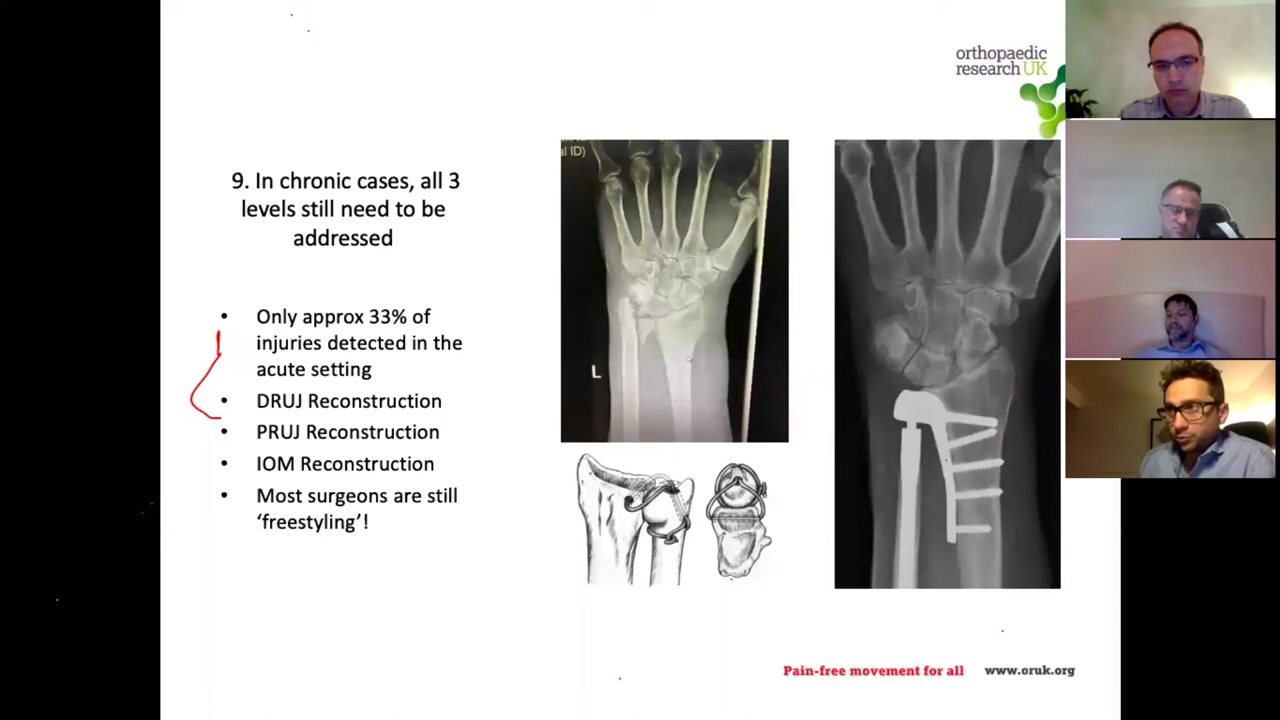 orthopaedic
research UK
9. In chronic cases, all 3
levels still need to be
addressed
• Only approx 33% of
injuries detected in the
acute setting
• DRUJ Reconstruction
• PRUJ Reconstruction
• IOM Reconstruction
• Most surgeons are still
‘freestyling’!
al ID)
L
Pain-free movement for all www.oruk.org